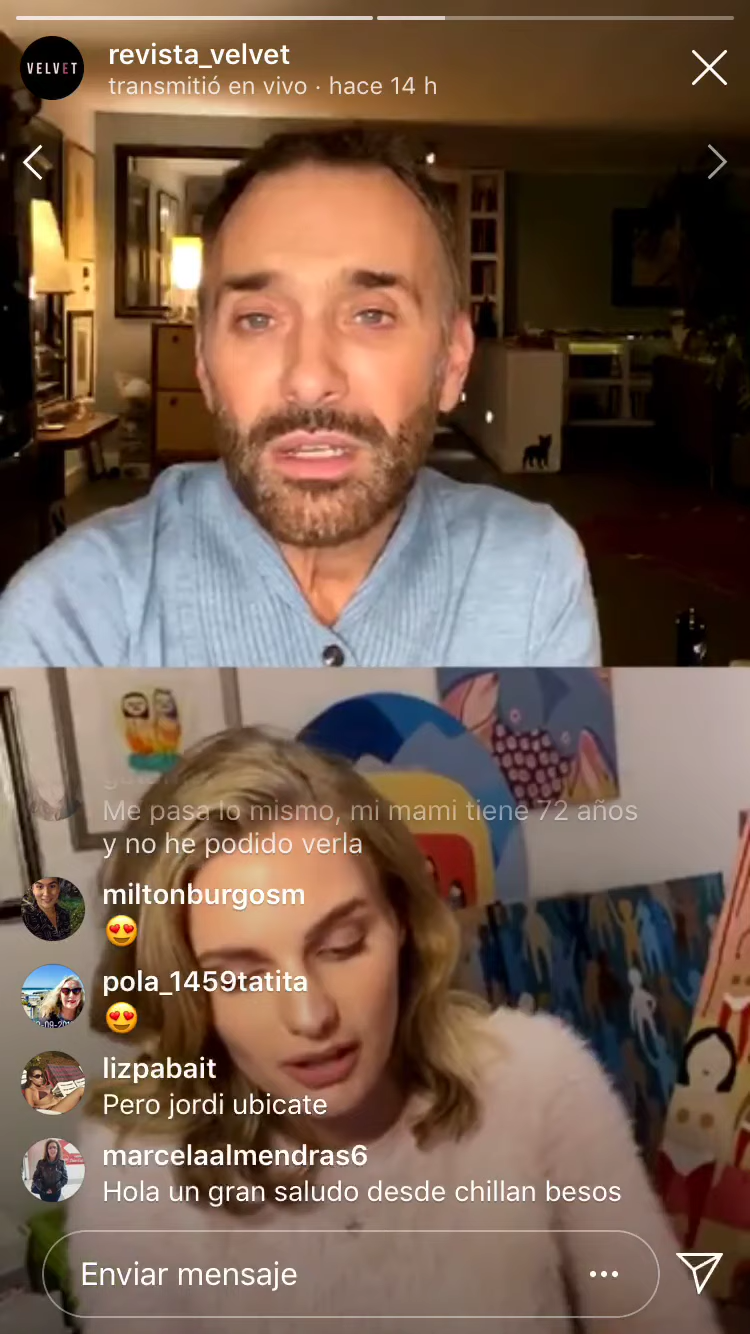 VELVET
revista_velvet
transmitió en vivo · hace 14 h
Me pasa lo mismo, mi mami tiene 72 años
y no he podido verla
miltonburgosm
😍
pola_1459tatita
😍
lizpabait
Pero jordi ubicate
marcelaalmendras6
Hola un gran saludo desde chillan besos
Enviar mensaje